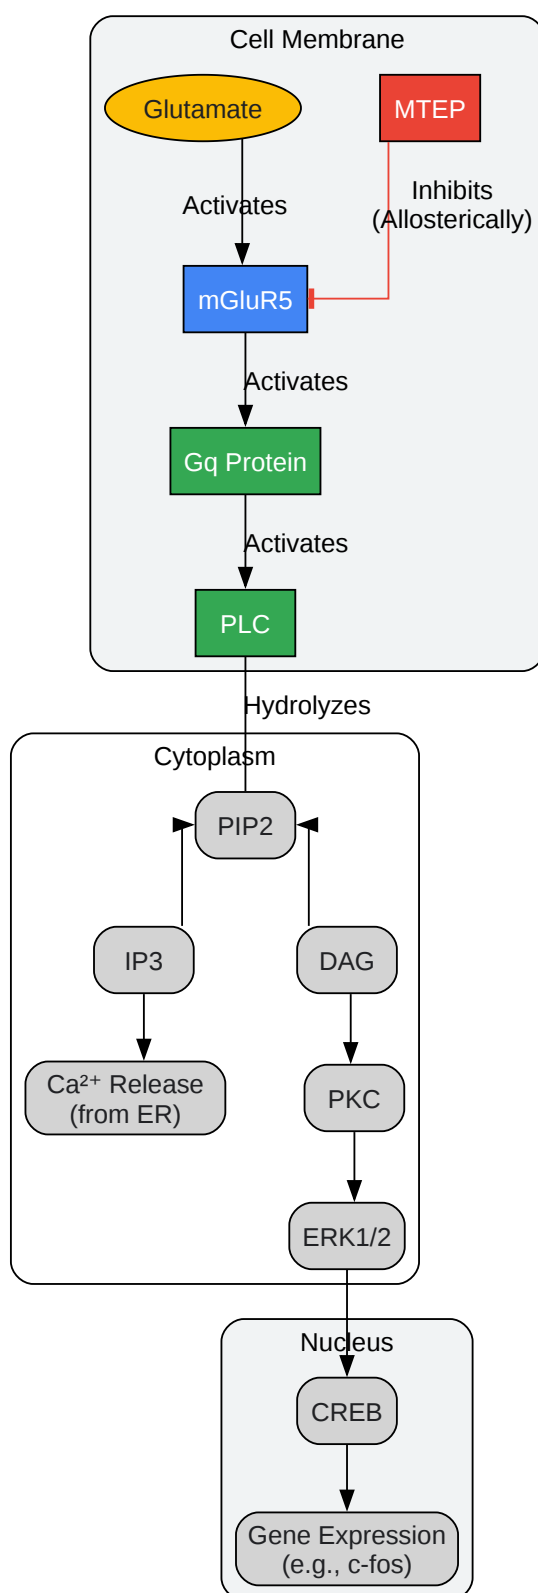 Cell Membrane
Glutamate
MTEP
Activates
Inhibits
(Allosterically)
mGluR5
Activates
Gq Protein
Activates
PLC
Hydrolyzes
Cytoplasm
PIP2
IP3
DAG
Ca²⁺ Release
(from ER)
PKC
ERK1/2
Nucleus
CREB
Gene Expression
(e.g., c-fos)